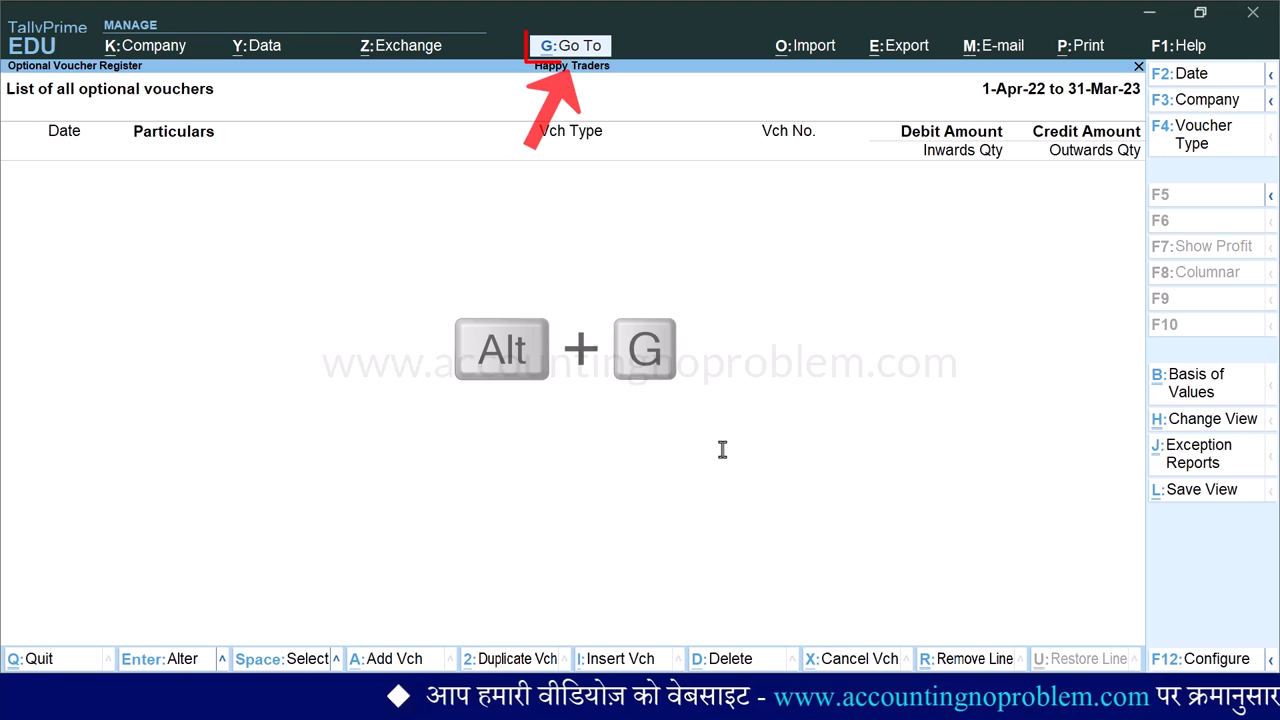 TallyPrime
EDU
MANAGE
K:Company Y:Data Z:Exchange G:Go To O:Import E:Export M:E-mail P:Print F1:Help
Optional Voucher Register Happy Traders
List of all optional vouchers 1-Apr-22 to 31-Mar-23
Date Particulars Vch Type Vch No. Debit Amount Credit Amount
Inwards Qty Outwards Qty
F2:Date
F3:Company
F4:Voucher
Type
F5
F6
F7:Show Profit
F8:Columnar
F9
F10
B:Basis of
Values
H:Change View
J:Exception
Reports
L:Save View
Alt + G
www.accountingnoproblem.com
Q:Quit Enter:Alter Space:Select A:Add Vch 2:Duplicate Vch I:Insert Vch D:Delete X:Cancel Vch R:Remove Line U:Restore Line F12:Configure
आप हमारी वीडियोज़ को वेबसाइट - www.accountingnoproblem.com पर क्रमानुसार